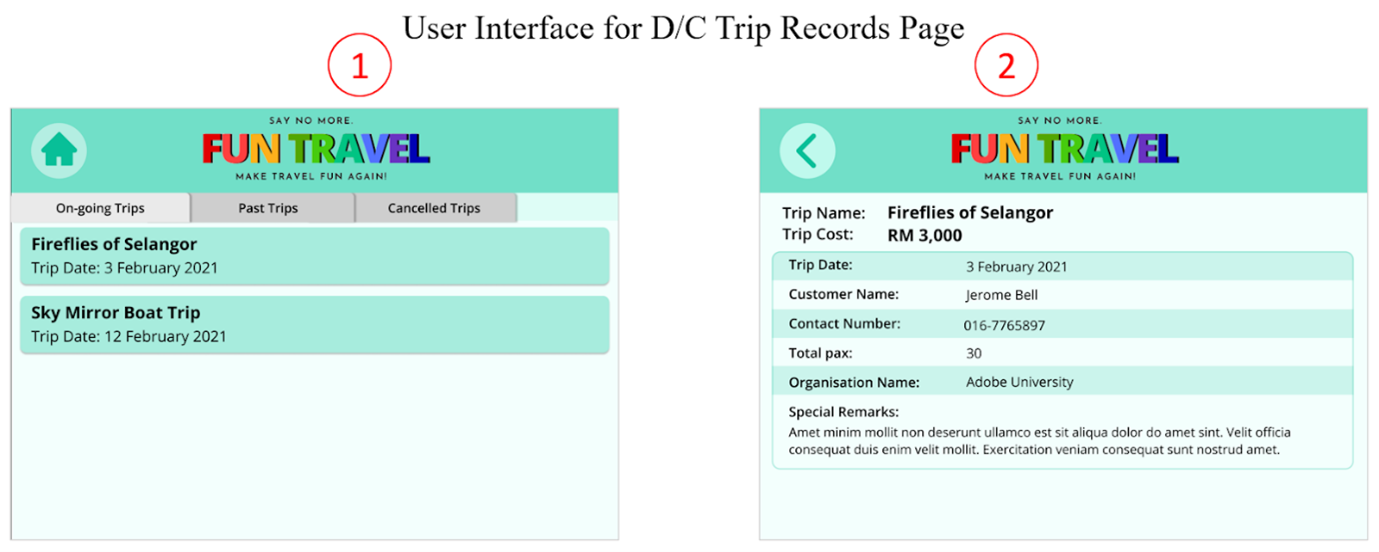 User Interface for D/C Trip Records Page
1
SAY NO MORE.
FUN TRAVEL
MAKE TRAVEL FUN AGAIN!
On-going Trips
Past Trips
Cancelled Trips
Fireflies of Selangor
Trip Date: 3 February 2021
Sky Mirror Boat Trip
Trip Date: 12 February 2021
2
SAY NO MORE.
FUN TRAVEL
MAKE TRAVEL FUN AGAIN!
Trip Name: Fireflies of Selangor
Trip Cost: RM 3,000
Trip Date: 3 February 2021
Customer Name: Jerome Bell
Contact Number: 016-7765897
Total pax: 30
Organisation Name: Adobe University
Special Remarks:
Amet minim mollit non deserunt ullamco est sit aliqua dolor do amet sint. Velit officia
consequat duis enim velit mollit. Exercitation veniam consequat sunt nostrud amet.